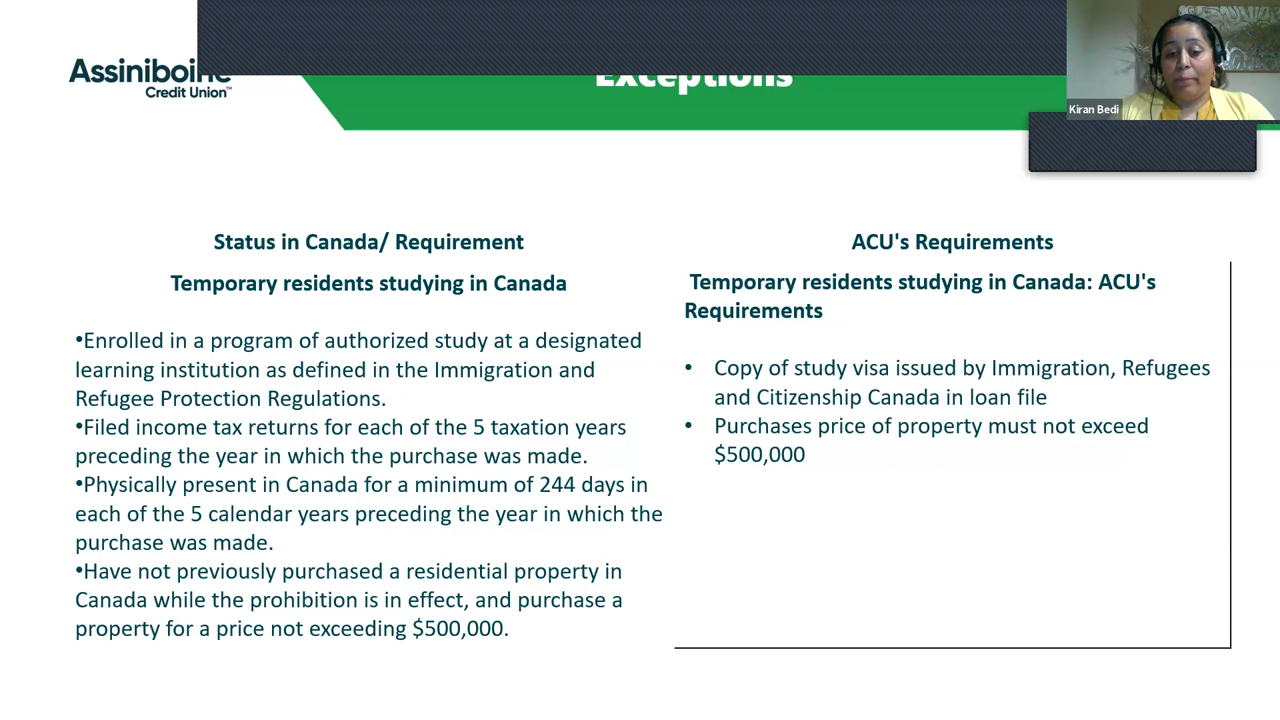 Assiniboine
Credit Union™
Exceptions
Kiran Bedi
Status in Canada/ Requirement
Temporary residents studying in Canada
•Enrolled in a program of authorized study at a designated
learning institution as defined in the Immigration and
Refugee Protection Regulations.
•Filed income tax returns for each of the 5 taxation years
preceding the year in which the purchase was made.
•Physically present in Canada for a minimum of 244 days in
each of the 5 calendar years preceding the year in which the
purchase was made.
•Have not previously purchased a residential property in
Canada while the prohibition is in effect, and purchase a
property for a price not exceeding $500,000.
ACU's Requirements
Temporary residents studying in Canada: ACU's
Requirements
• Copy of study visa issued by Immigration, Refugees
and Citizenship Canada in loan file
• Purchases price of property must not exceed
$500,000